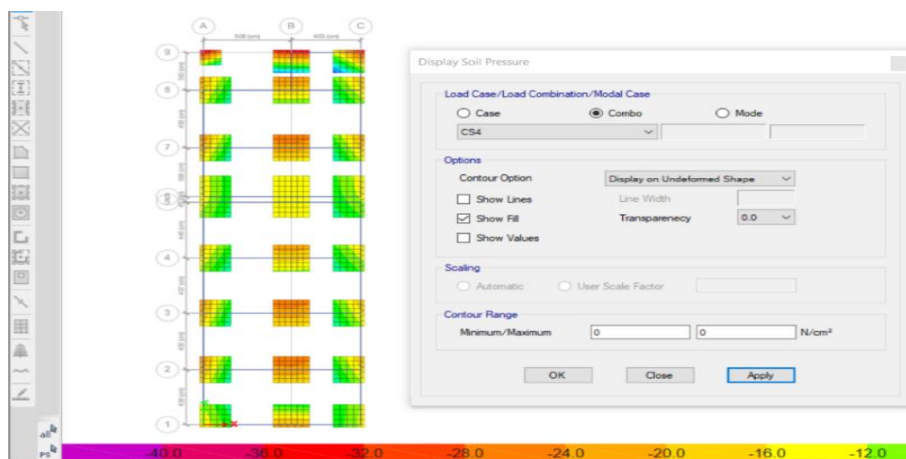 A B C
Display Soil Pressure
Load Case/Load Combination/Modal Case
Case Combo Mode
CS4
Options
Contour Option Display on Undeformed Shape
Show Lines Line Width
Show Fill Transparenecy 0.0
Show Values
Scaling
Automatic User Scale Factor
Contour Range
Minimum/Maximum 0 0 N/cm²
OK Close Apply
9
8
7
4
3
2
1
all
PS
-40.0 -36.0 -32.0 -28.0 -24.0 -20.0 -16.0 -12.0